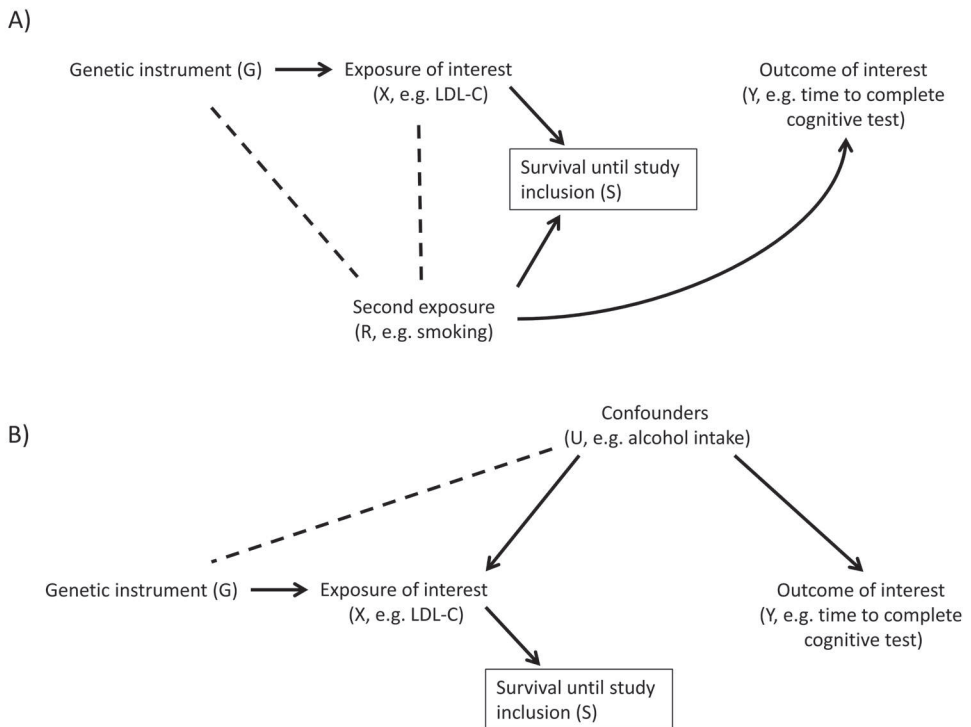 A)
Genetic instrument (G)
Exposure of interest
(X, e.g. LDL-C)
Outcome of interest
(Y, e.g. time to complete
cognitive test)
Survival until study
inclusion (S)
Second exposure
(R, e.g. smoking)
B)
Confounders
(U, e.g. alcohol intake)
Genetic instrument (G)
Exposure of interest
(X, e.g. LDL-C)
Outcome of interest
(Y, e.g. time to complete
cognitive test)
Survival until study
inclusion (S)